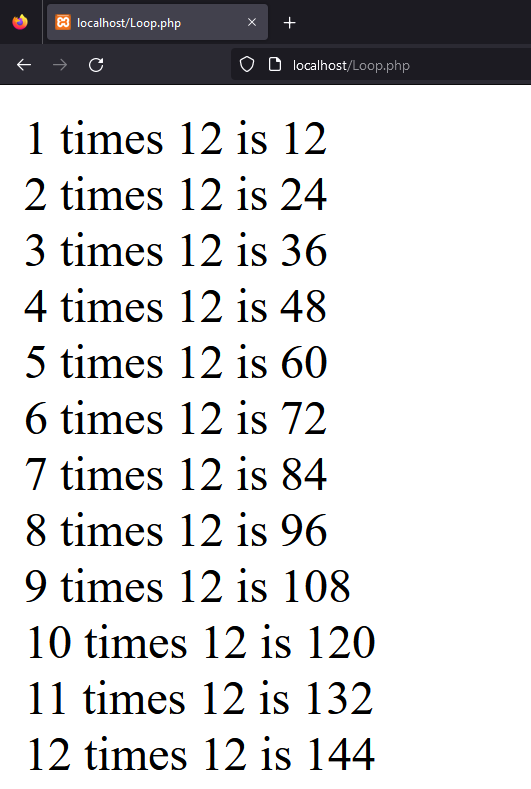 localhost/Loop.php
localhost/Loop.php
1 times 12 is 12
2 times 12 is 24
3 times 12 is 36
4 times 12 is 48
5 times 12 is 60
6 times 12 is 72
7 times 12 is 84
8 times 12 is 96
9 times 12 is 108
10 times 12 is 120
11 times 12 is 132
12 times 12 is 144